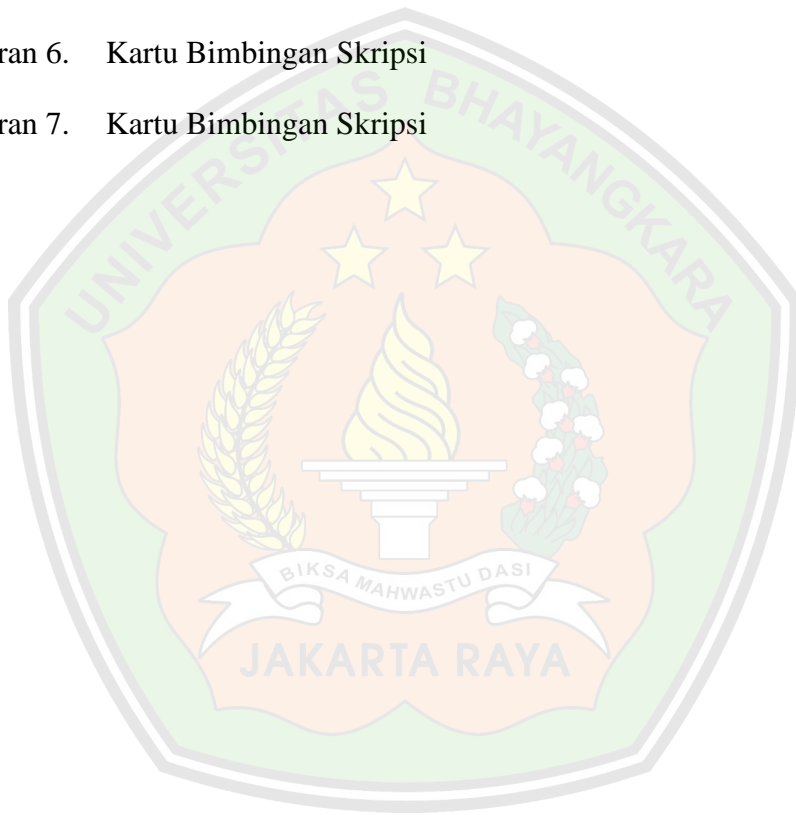 ran 6. Kartu Bimbingan Skripsi
ran 7. Kartu Bimbingan Skripsi
UNIVERSITAS BHAYANGKARA
BIKSA MAHWASTU DASI
JAKARTA RAYA